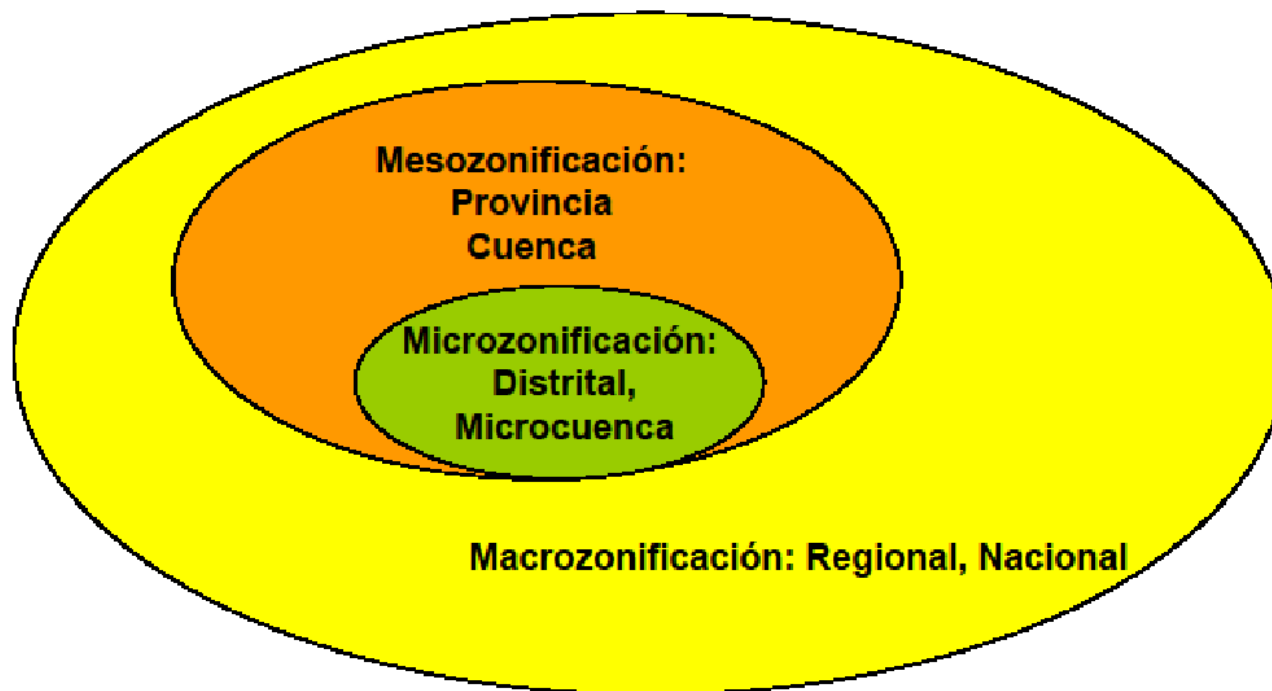 Mesozonificación:
Provincia
Cuenca
Microzonificación:
Distrital,
Microcuenca
Macrozonificación: Regional, Nacional